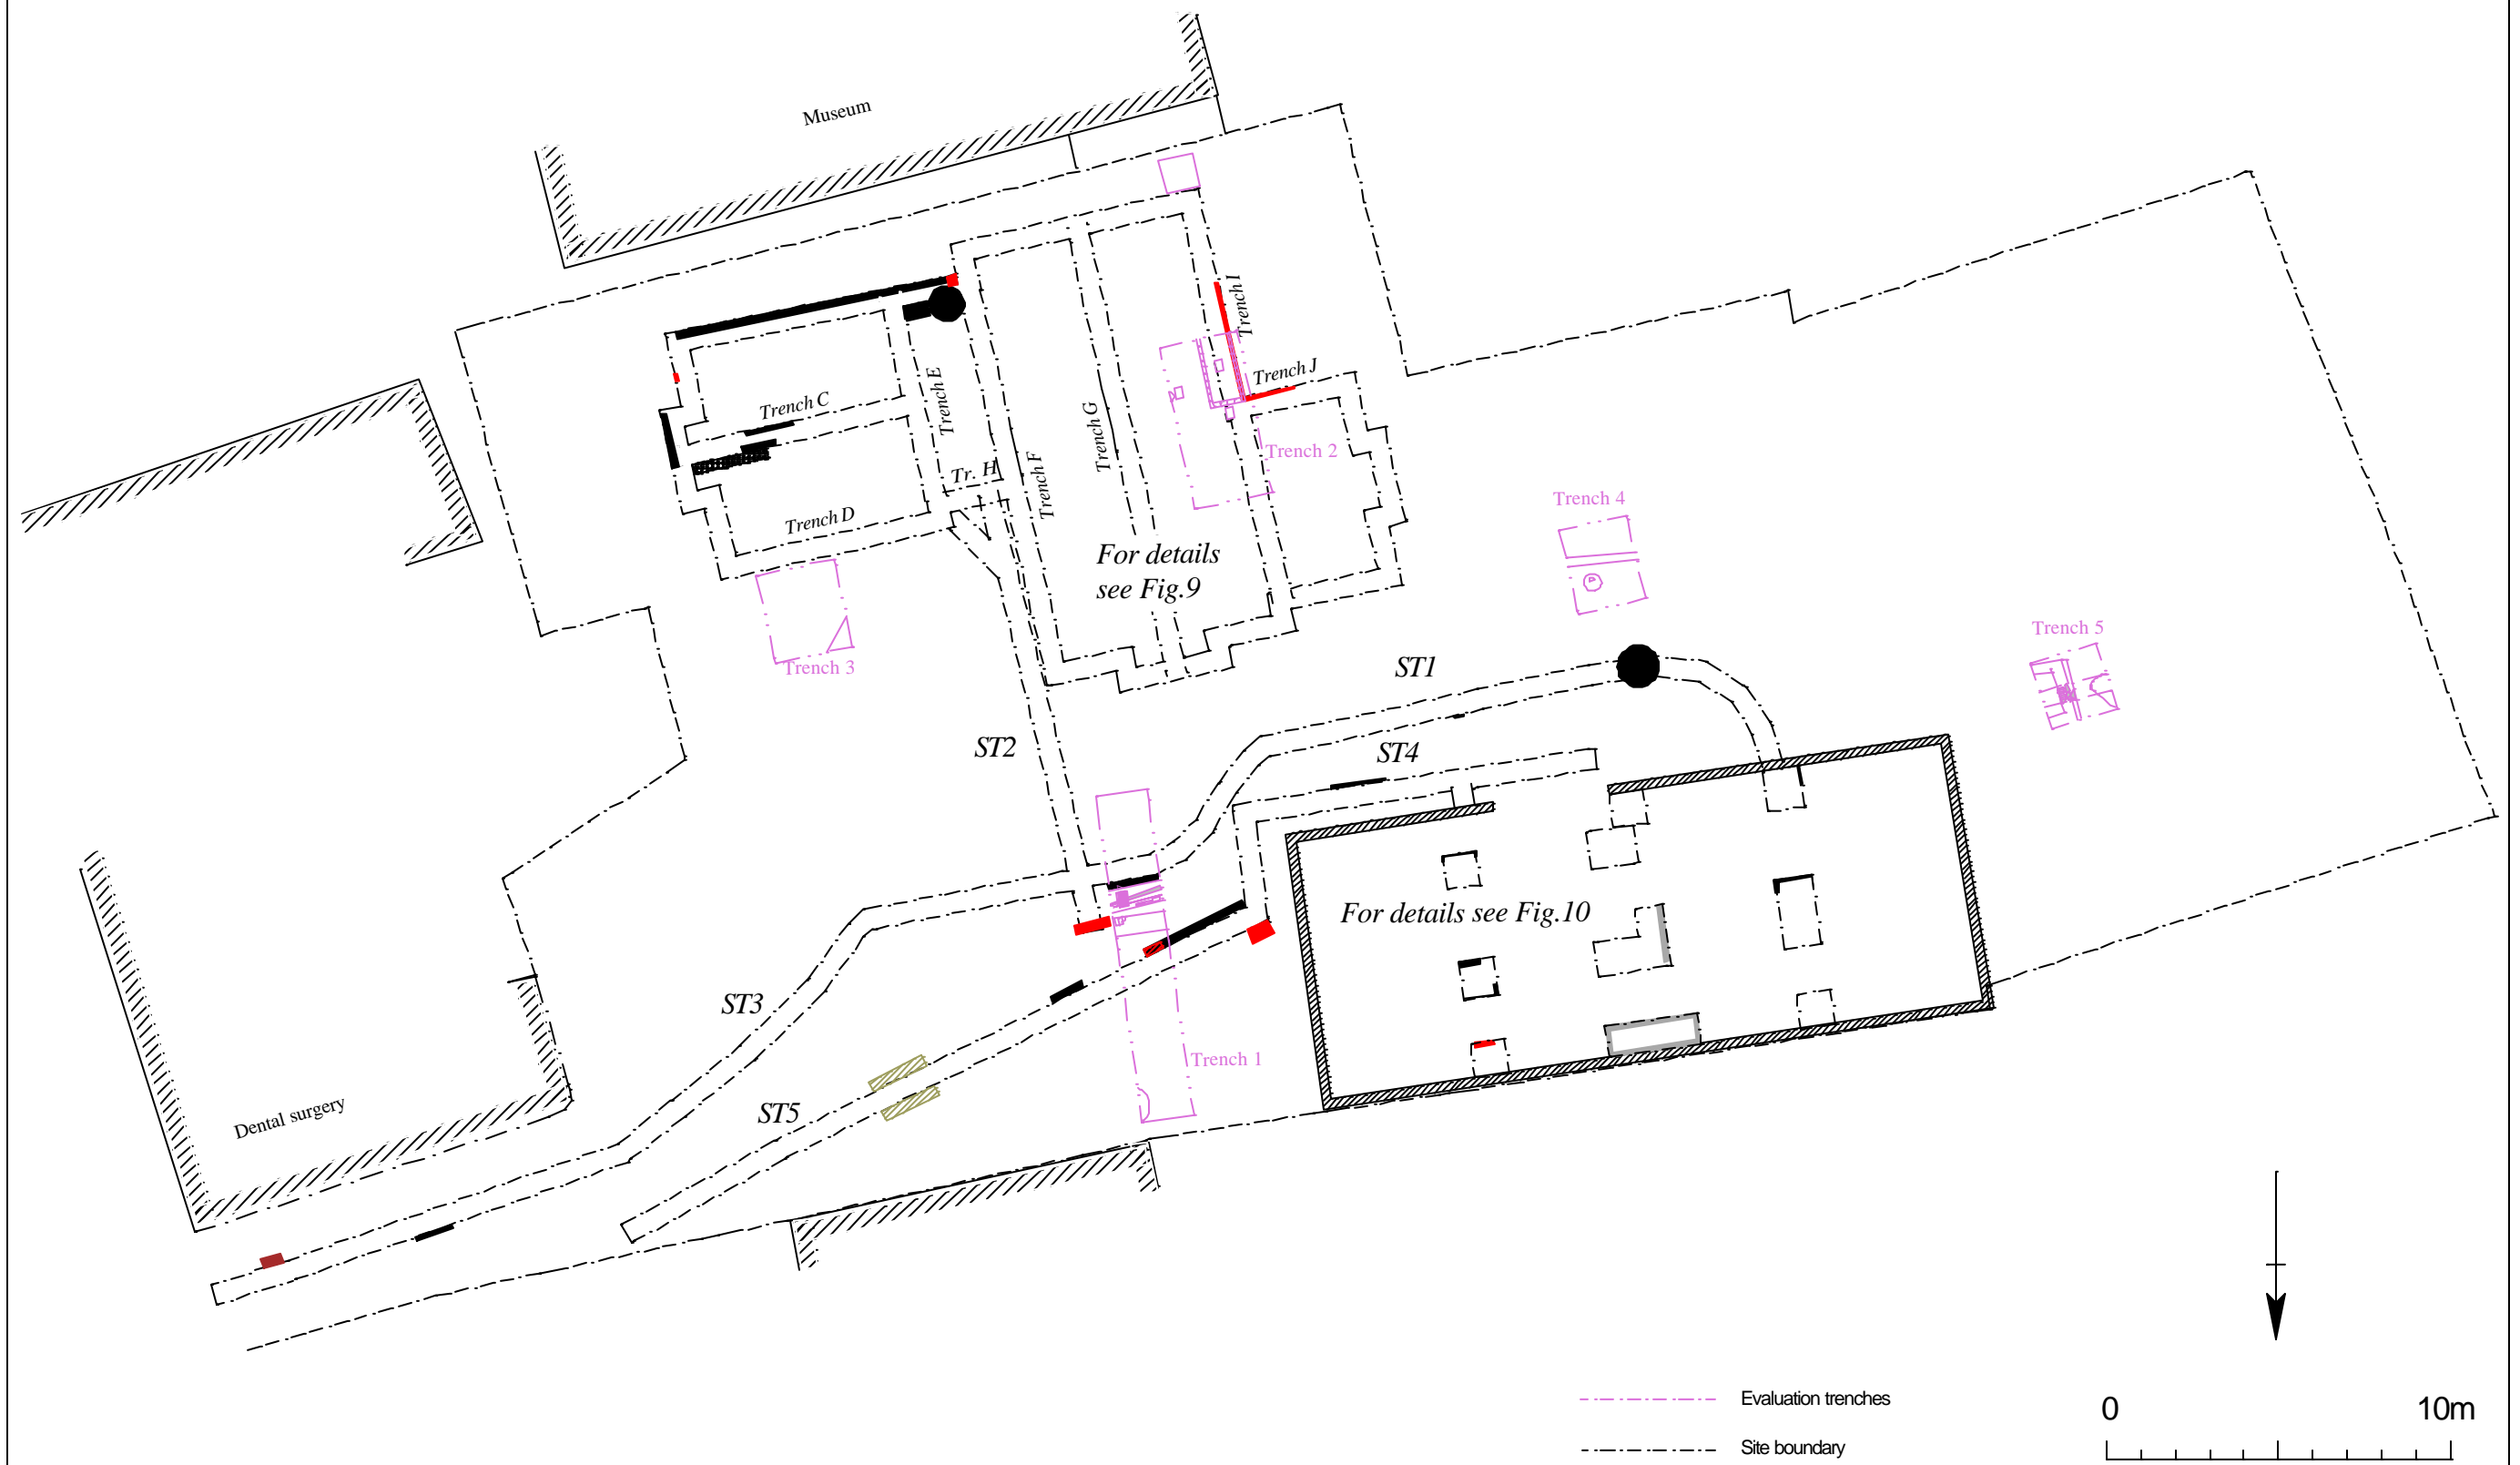 Museum
Trench I
Trench J
Trench C
Trench E
Trench G
Trench F
Trench 2
Tr. H
Trench D
Trench 4
For details
see Fig.9
Trench 5
Trench 3
ST1
ST2
ST4
For details see Fig.10
ST3
Trench 1
ST5
Dental surgery
Evaluation trenches
0 10m
Site boundary